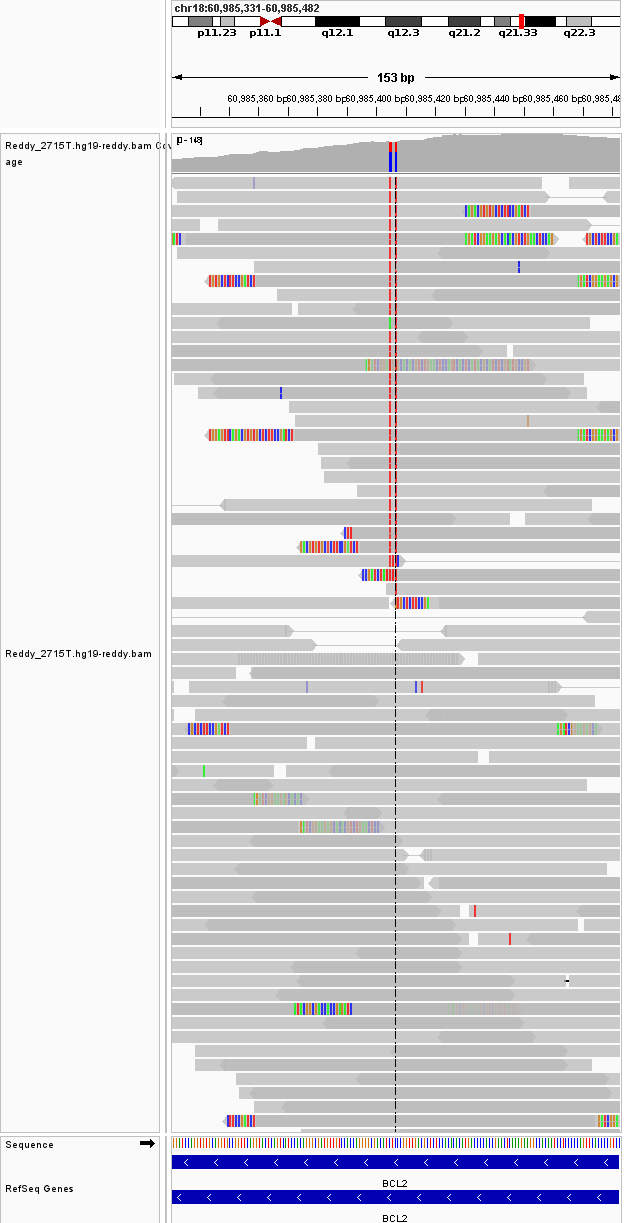 chr18:60,985,331-60,985,482
p11.23 p11.1 q12.1 q12.3 q21.2 q21.33 q22.3
153 bp
60,985,360 bp 60,985,380 bp 60,985,400 bp 60,985,420 bp 60,985,440 bp 60,985,460 bp
Reddy_2715T.hg19-reddy.bam Cov
age
[0 - 148]
Reddy_2715T.hg19-reddy.bam
Sequence
BCL2
RefSeq Genes
BCL2